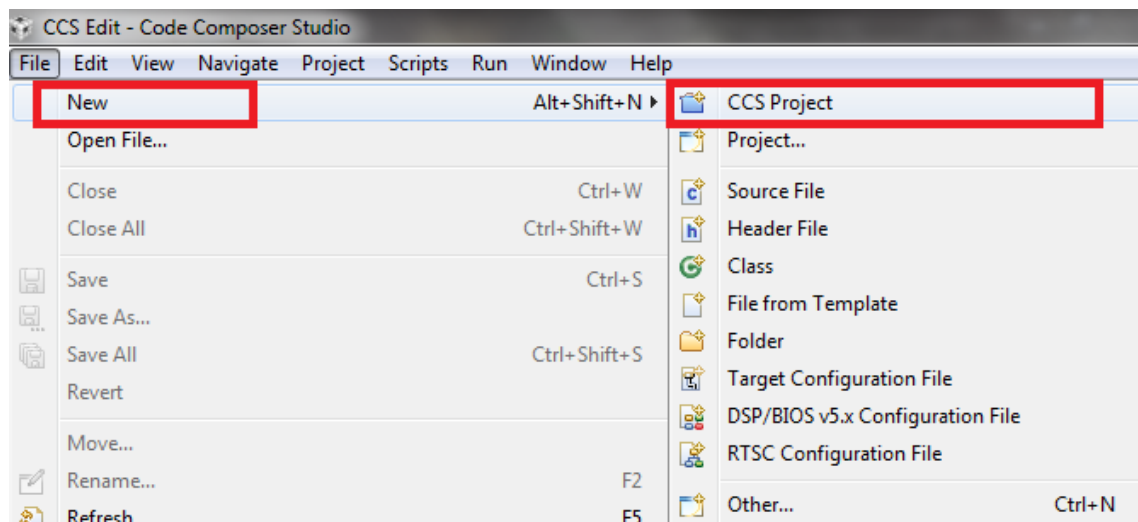 CCS Edit - Code Composer Studio
File Edit View Navigate Project Scripts Run Window Help
New Alt+Shift+N
Open File...
Close Ctrl+W
Close All Ctrl+Shift+W
Save Ctrl+S
Save As...
Save All Ctrl+Shift+S
Revert
Move...
Rename... F2
Refresh F5
CCS Project
Project...
Source File
Header File
Class
File from Template
Folder
Target Configuration File
DSP/BIOS v5.x Configuration File
RTSC Configuration File
Other... Ctrl+N